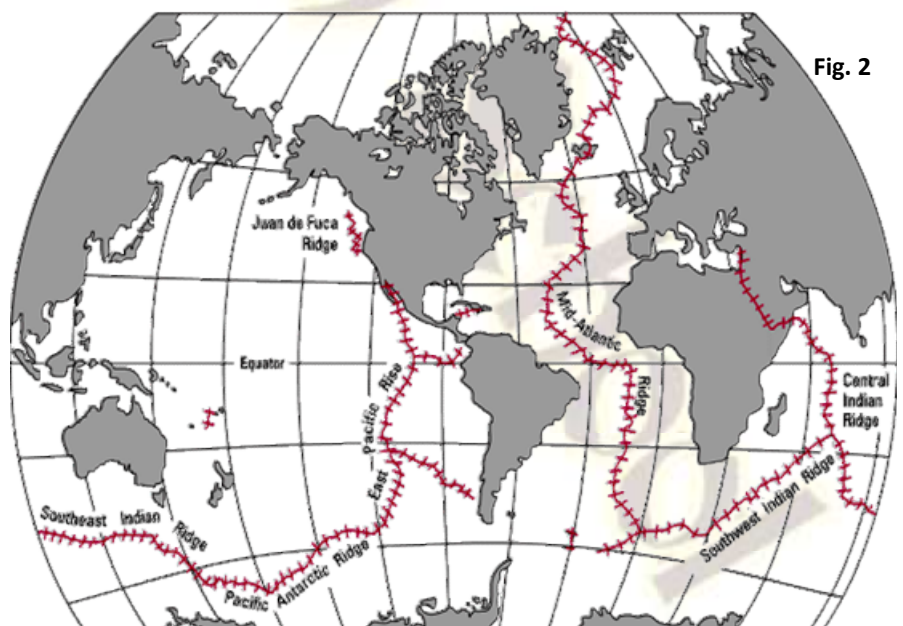 Fig. 2
Juan de Fuca
Ridge
Mid-Atlantic
Ridge
Equator
East Pacific Rise
Central
Indian
Ridge
Southeast Indian Ridge
Pacific Antarctic Ridge
Southwest Indian Ridge